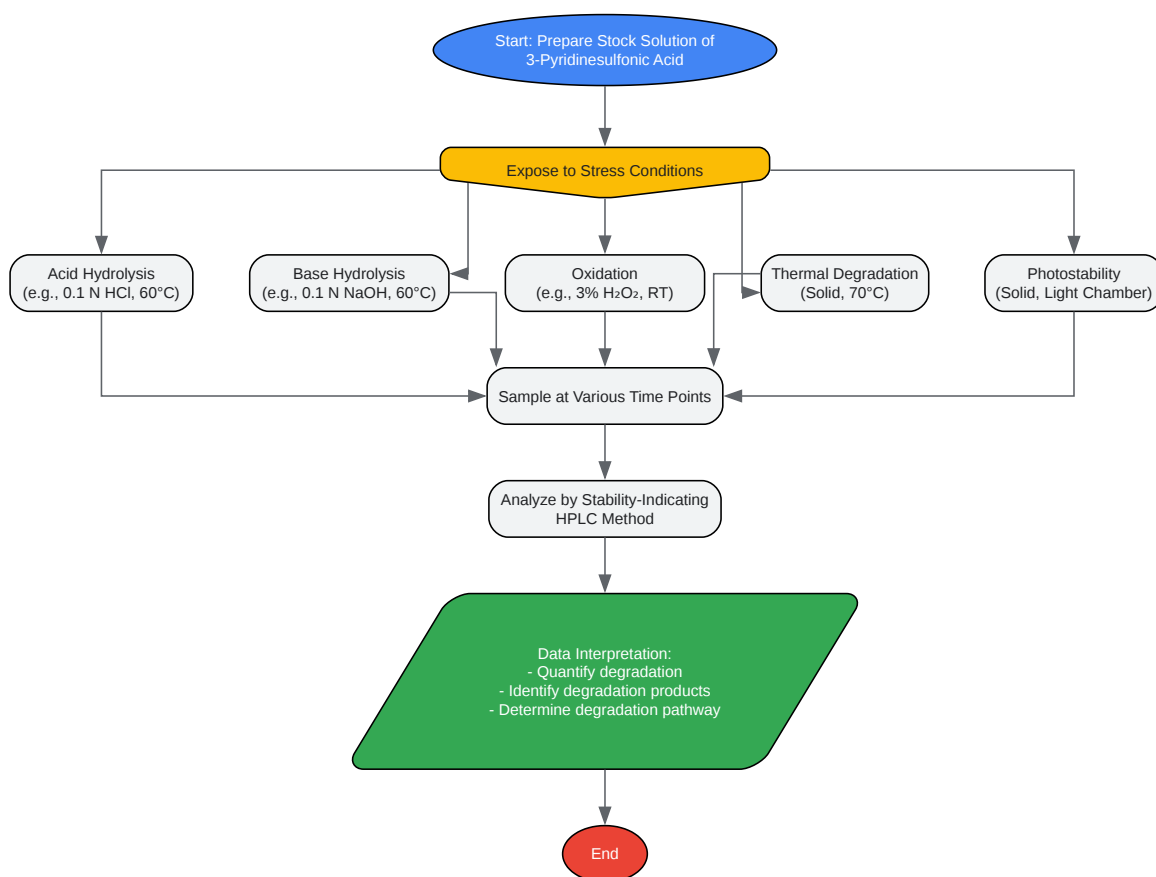 Start: Prepare Stock Solution of
3-Pyridinesulfonic Acid
Expose to Stress Conditions
Acid Hydrolysis
(e.g., 0.1 N HCl, 60°C)
Base Hydrolysis
(e.g., 0.1 N NaOH, 60°C)
Oxidation
(e.g., 3% H₂O₂, RT)
Thermal Degradation
(Solid, 70°C)
Photostability
(Solid, Light Chamber)
Sample at Various Time Points
Analyze by Stability-Indicating
HPLC Method
Data Interpretation:
- Quantify degradation
- Identify degradation products
- Determine degradation pathway
End